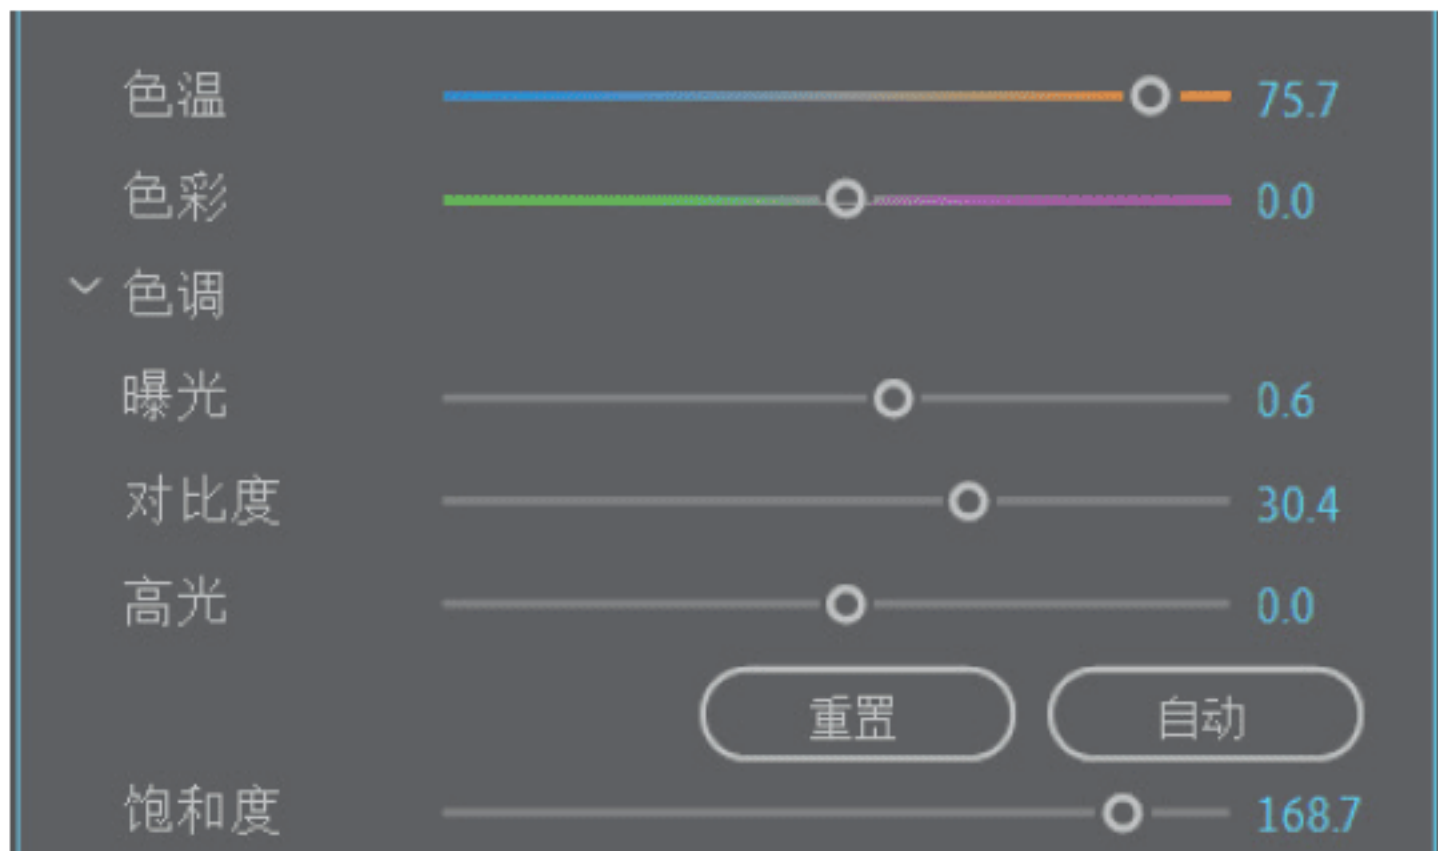 色温 75.7
色彩 0.0
色调
曝光 0.6
对比度 30.4
高光 0.0
重置 自动
饱和度 168.7